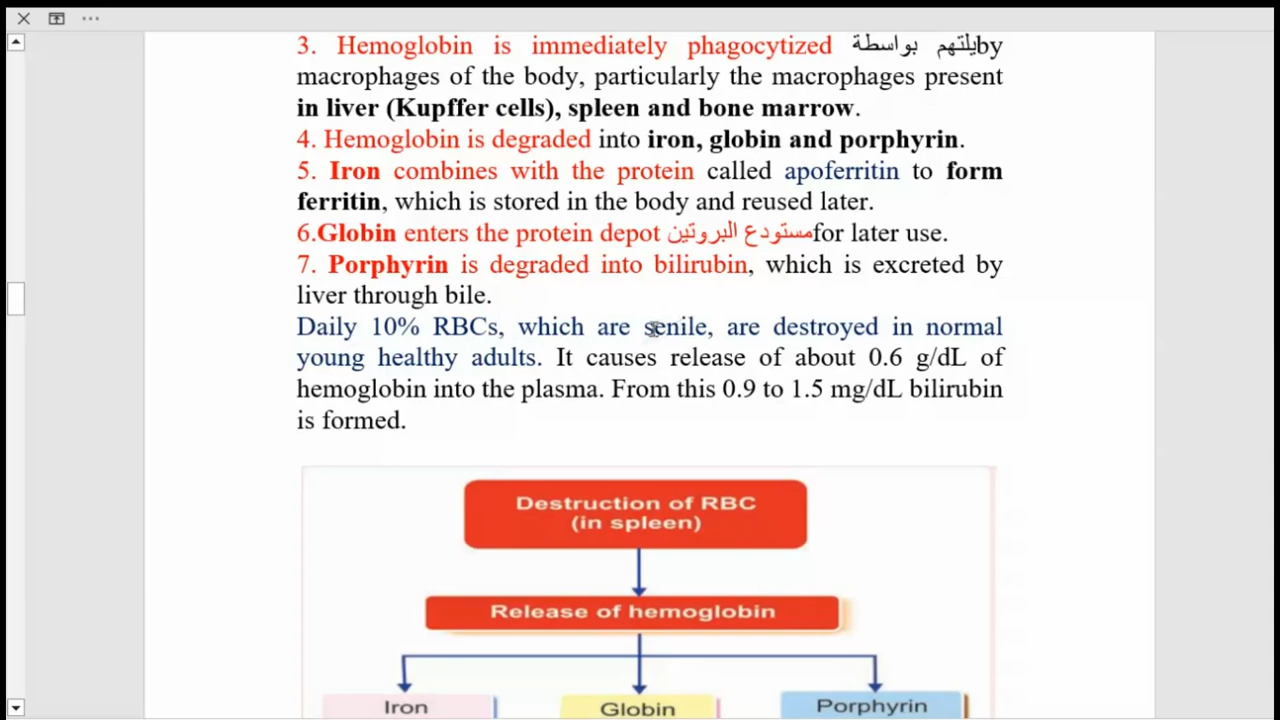 3. Hemoglobin is immediately phagocytized يلتهم بواسطة by
macrophages of the body, particularly the macrophages present
in liver (Kupffer cells), spleen and bone marrow.
4. Hemoglobin is degraded into iron, globin and porphyrin.
5. Iron combines with the protein called apoferritin to form
ferritin, which is stored in the body and reused later.
6.Globin enters the protein depot مستودع البروتين for later use.
7. Porphyrin is degraded into bilirubin, which is excreted by
liver through bile.
Daily 10% RBCs, which are senile, are destroyed in normal
young healthy adults. It causes release of about 0.6 g/dL of
hemoglobin into the plasma. From this 0.9 to 1.5 mg/dL bilirubin
is formed.
Destruction of RBC
(in spleen)
Release of hemoglobin
Iron
Globin
Porphyrin